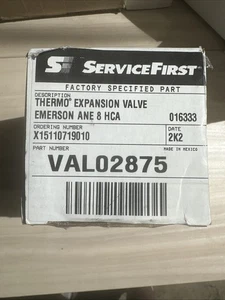 SF SERVICEFIRST
FACTORY SPECIFIED PART
DESCRIPTION
THERMO EXPANSION VALVE
EMERSON ANE 8 HCA 016333
ORDERING NUMBER DATE
X15110719010 2K2
PART NUMBER MADE IN MEXICO
VAL02875